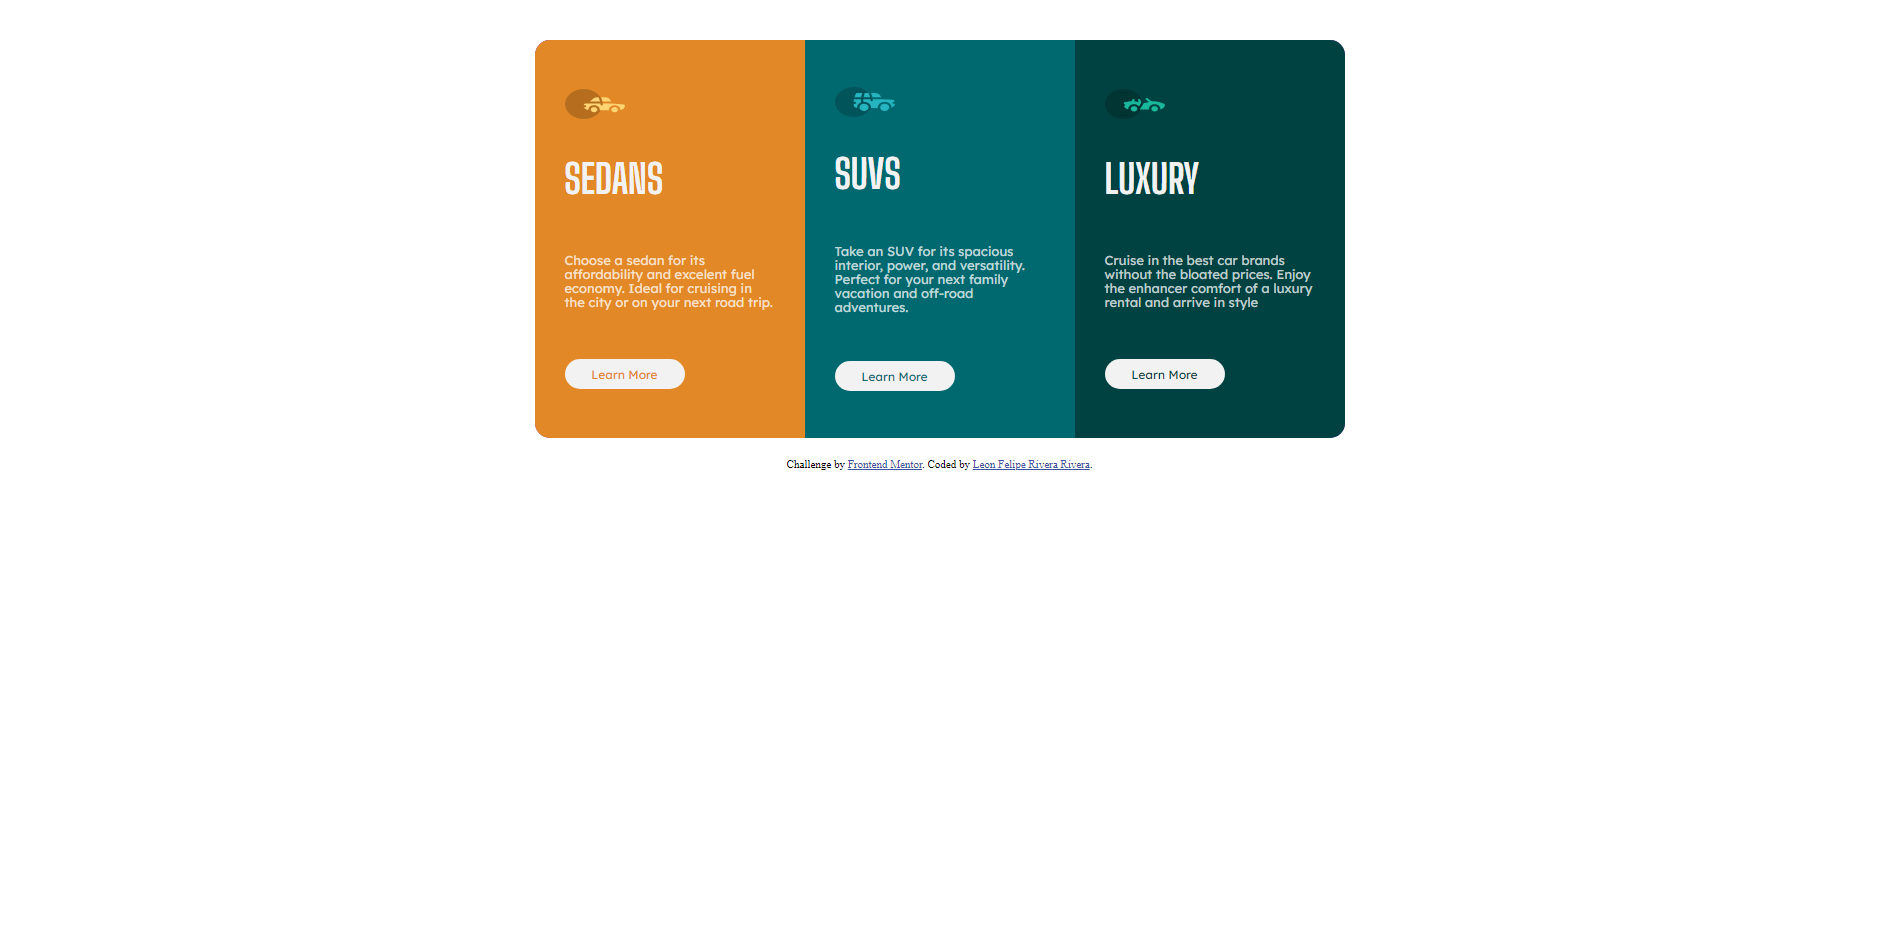 SEDANS
Choose a sedan for its
affordability and excelent fuel
economy. Ideal for cruising in
the city or on your next road trip.
Learn More
SUVS
Take an SUV for its spacious
interior, power, and versatility.
Perfect for your next family
vacation and off-road
adventures.
Learn More
LUXURY
Cruise in the best car brands
without the bloated prices. Enjoy
the enhancer comfort of a luxury
rental and arrive in style
Learn More
Challenge by Frontend Mentor. Coded by Leon Felipe Rivera Rivera.